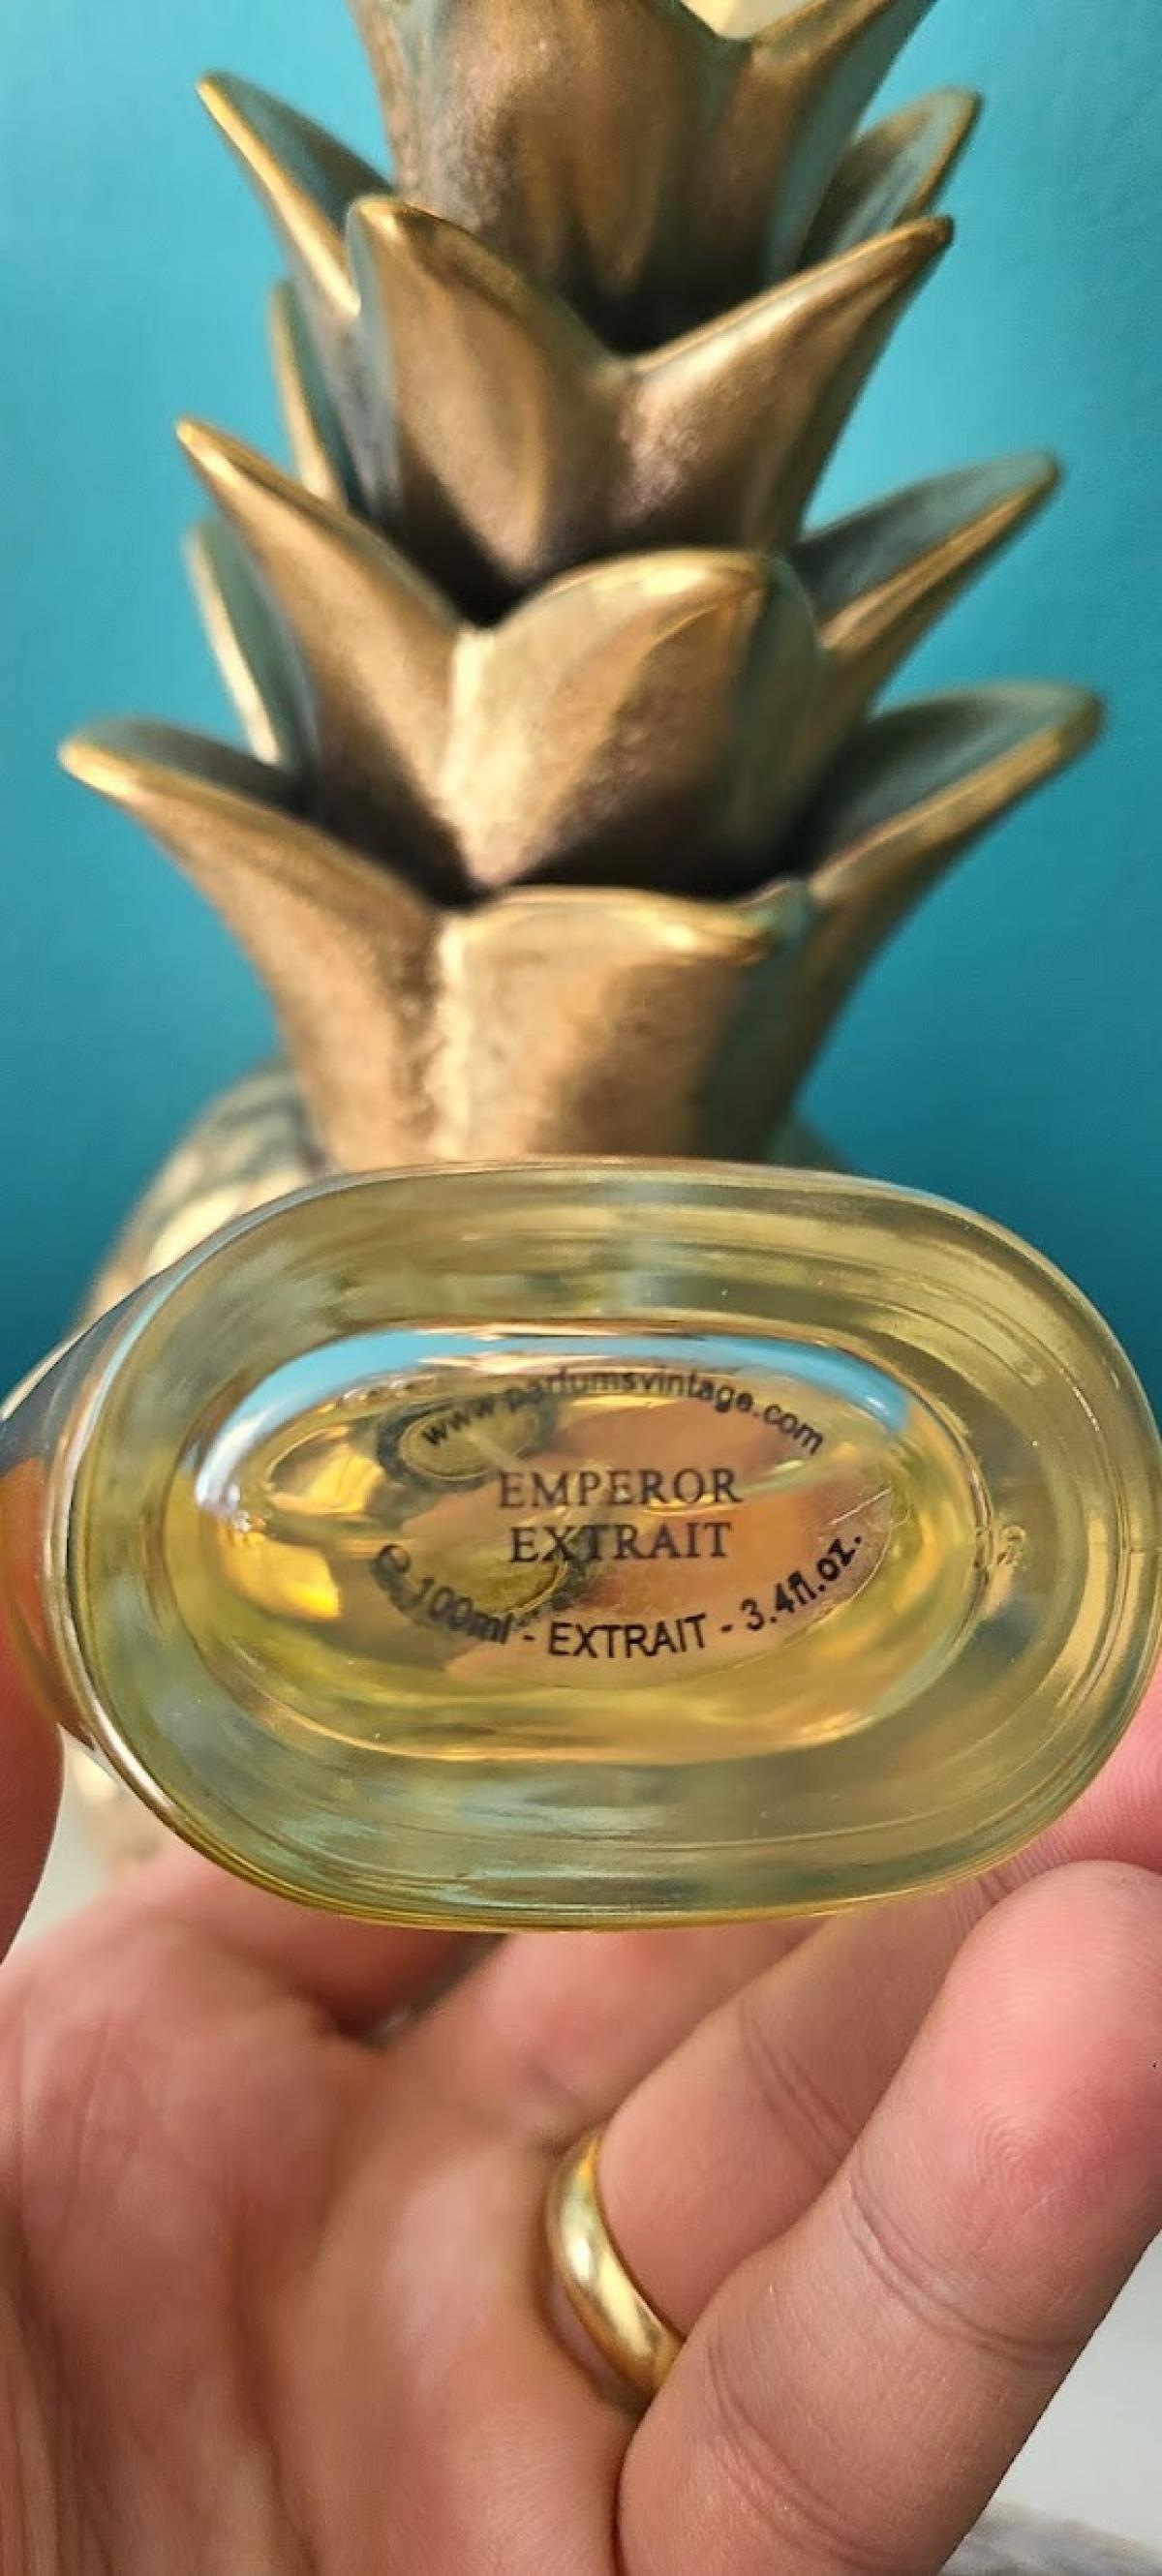 www.parfumsvintage.com
EMPEROR
EXTRAIT
℮ 100ml - EXTRAIT - 3.4fl.oz.